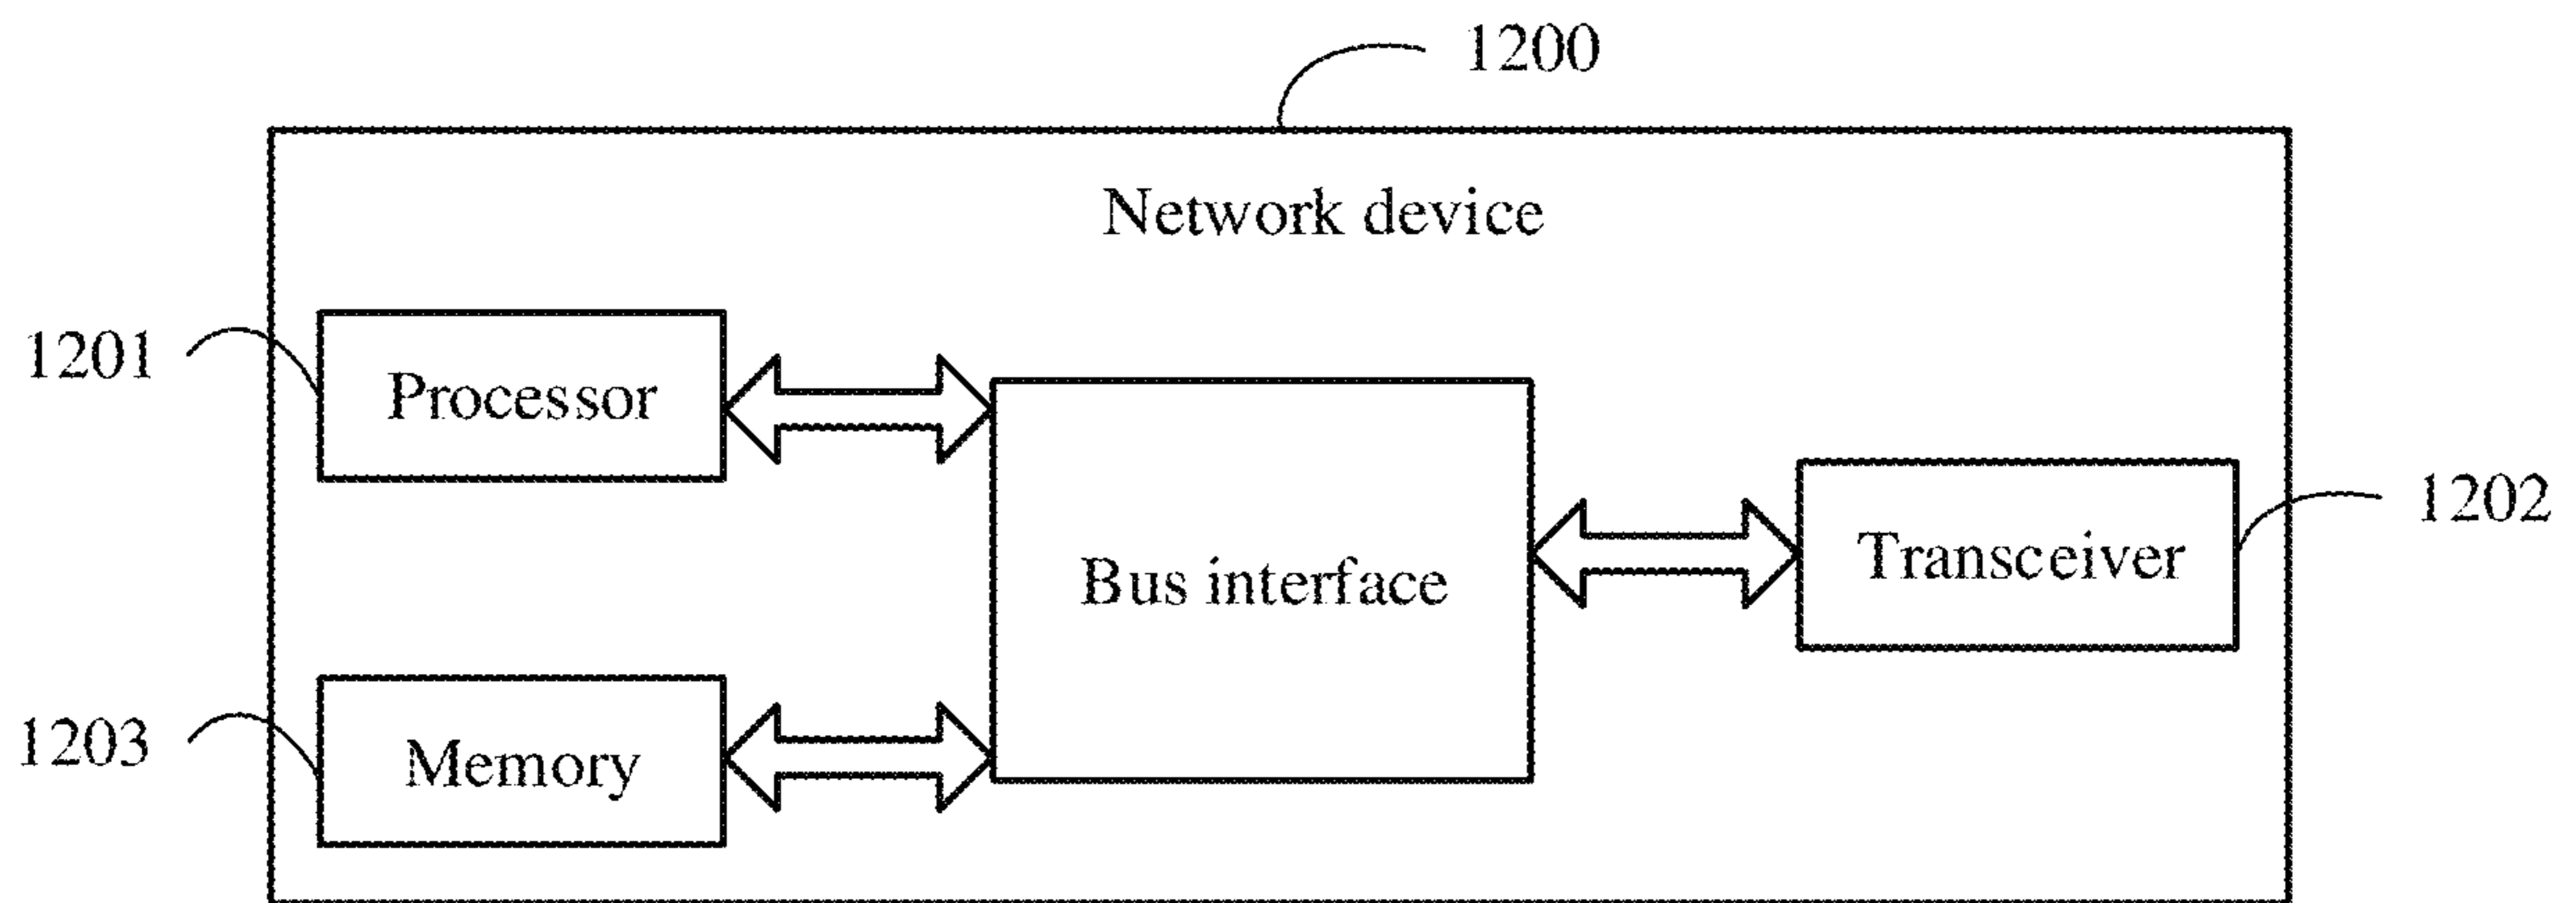 1200
Network device
1201
Processor
Bus interface
Transceiver
1202
1203
Memory